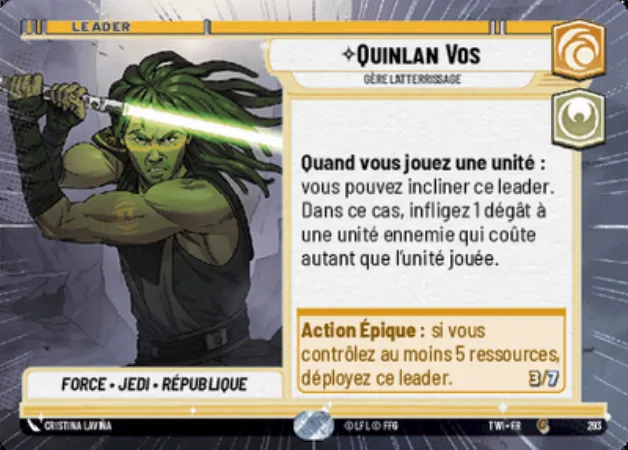 LEADER
QUINLAN VOS
GÈRE L'ATTERRISSAGE
Quand vous jouez une unité :
vous pouvez incliner ce leader.
Dans ce cas, infligez 1 dégât à
une unité ennemie qui coûte
autant que l'unité jouée.
Action Épique : si vous
contrôlez au moins 5 ressources,
déployez ce leader.
3/7
FORCE • JEDI • RÉPUBLIQUE
CRISTINA LAVIÑA
©LFL © FFG
TWI • FR
293